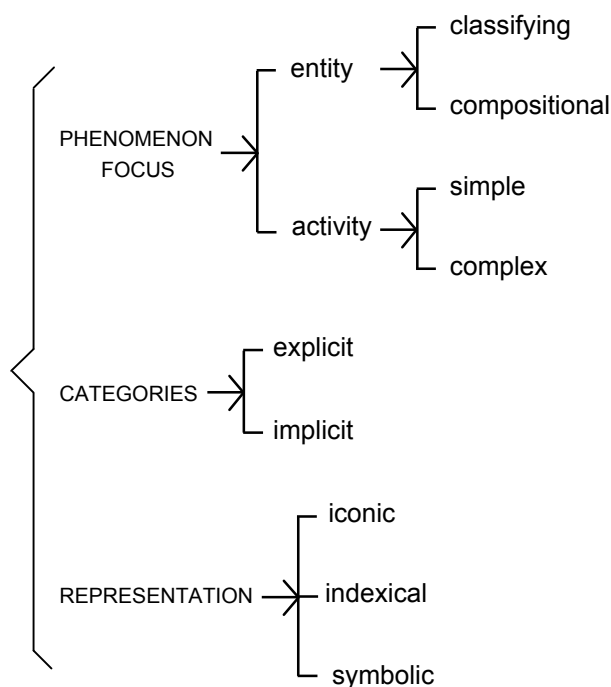 classifying
entity
compositional
PHENOMENON
FOCUS
simple
activity
complex
explicit
CATEGORIES
implicit
iconic
REPRESENTATION
indexical
symbolic